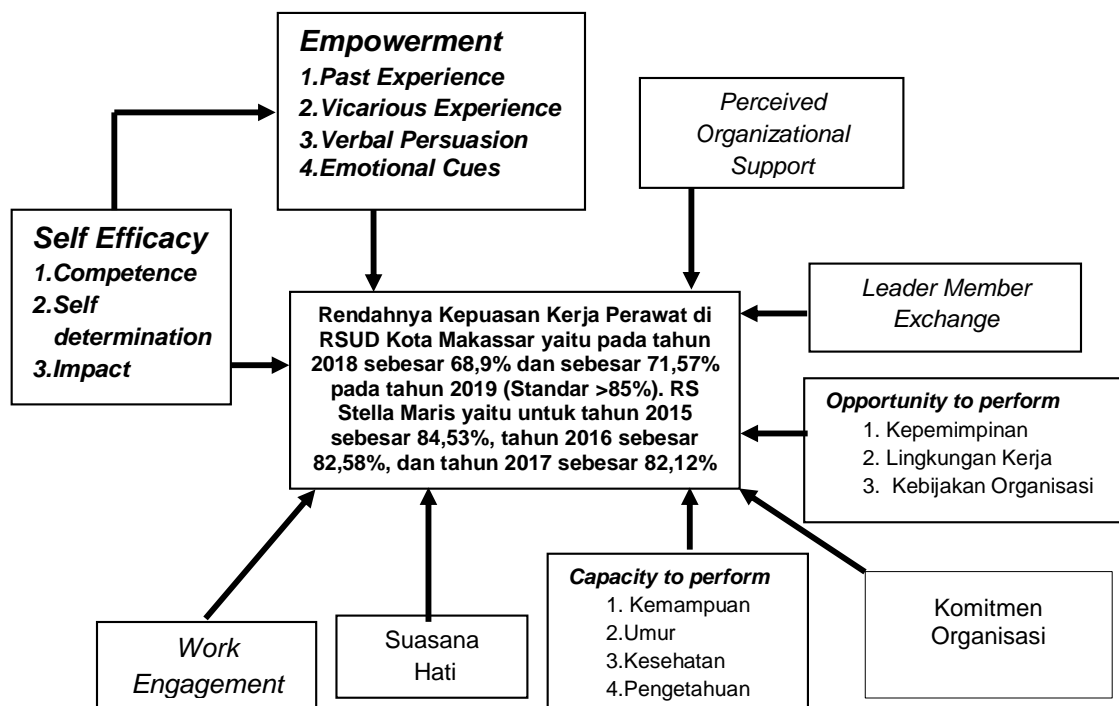 Empowerment
1.Past Experience
2.Vicarious Experience
3.Verbal Persuasion
4.Emotional Cues
Perceived
Organizational
Support
Self Efficacy
1.Competence
2.Self
determination
3.Impact
Rendahnya Kepuasan Kerja Perawat di
RSUD Kota Makassar yaitu pada tahun
2018 sebesar 68,9% dan sebesar 71,57%
pada tahun 2019 (Standar >85%). RS
Stella Maris yaitu untuk tahun 2015
sebesar 84,53%, tahun 2016 sebesar
82,58%, dan tahun 2017 sebesar 82,12%
Leader Member
Exchange
Opportunity to perform
1. Kepemimpinan
2. Lingkungan Kerja
3. Kebijakan Organisasi
Work
Engagement
Suasana
Hati
Capacity to perform
1. Kemampuan
2.Umur
3.Kesehatan
4.Pengetahuan
Komitmen
Organisasi